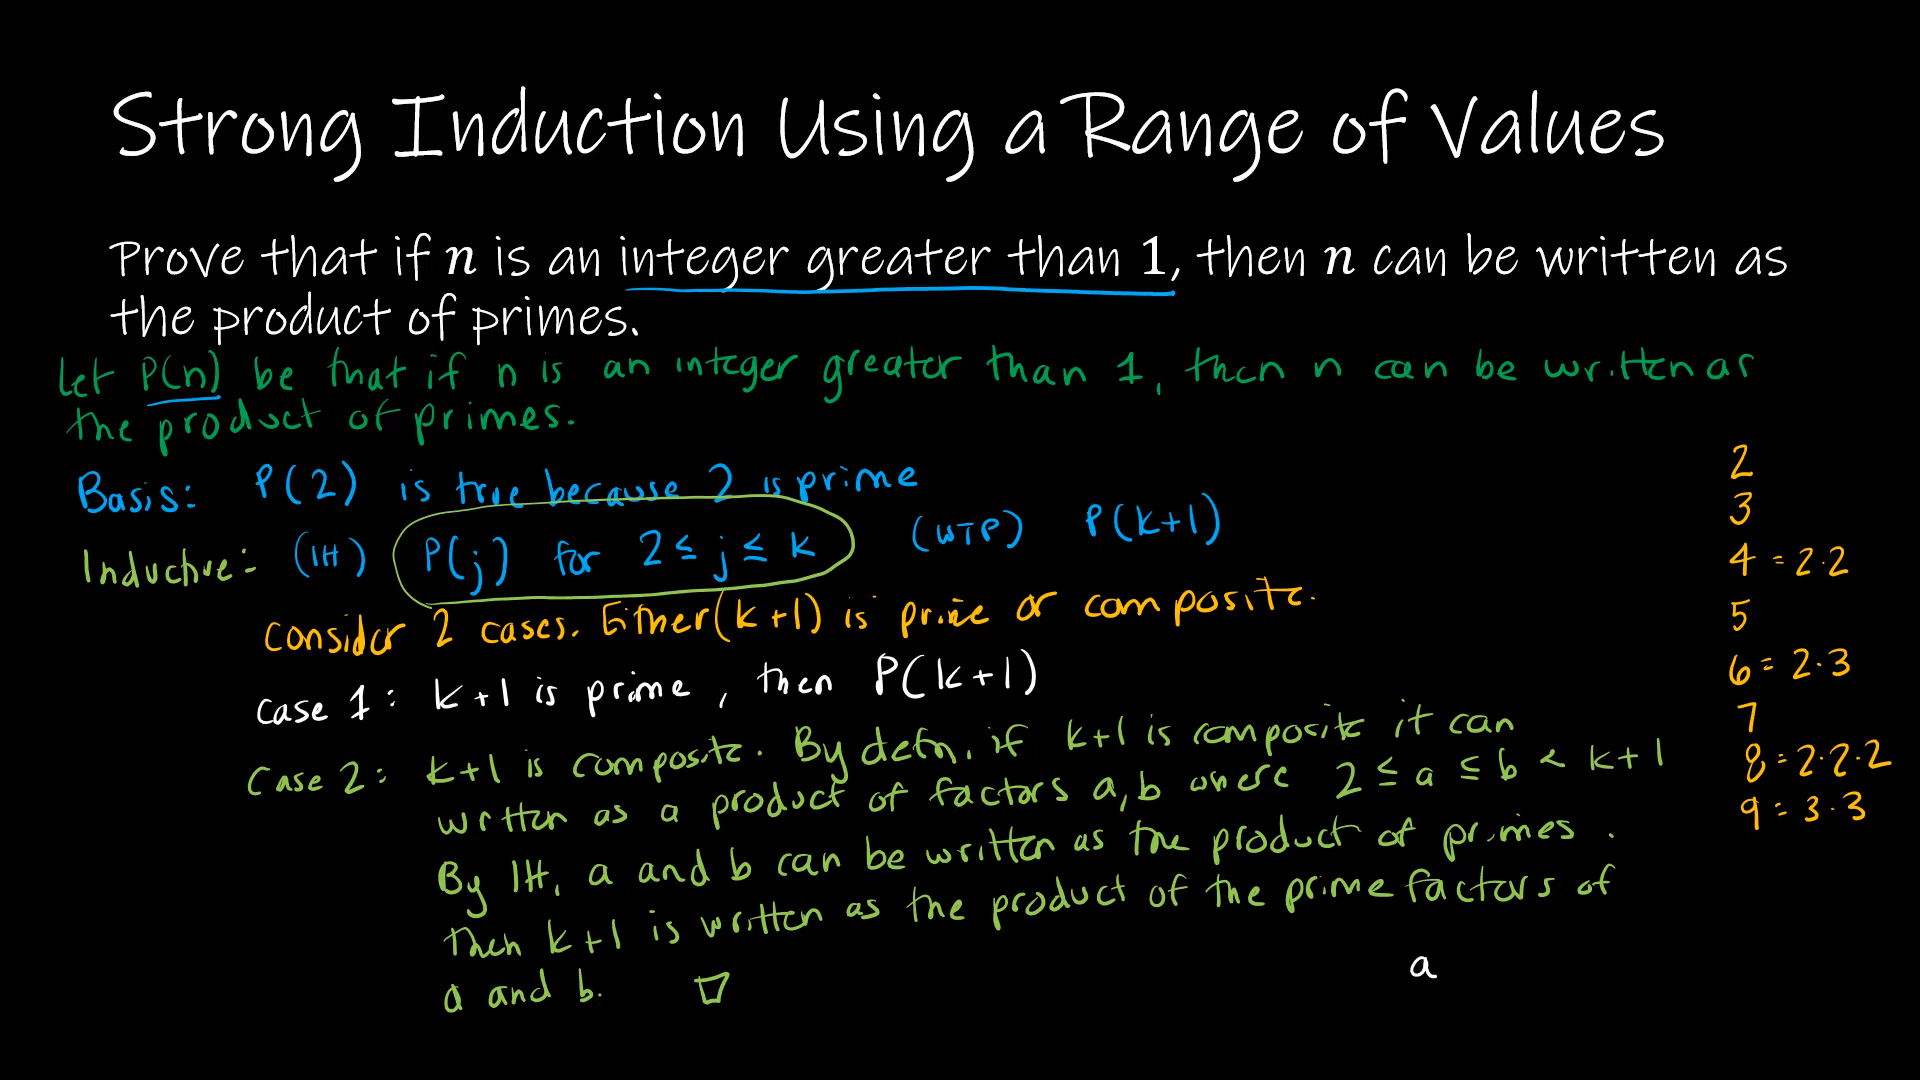 Strong Induction Using a Range of Values
Prove that if n is an integer greater than 1, then n can be written as
the product of primes.
Let P(n) be that if n is an integer greater than 1, then n can be written as
the product of primes.
Basis: P(2) is true because 2 is prime
Inductive: (IH) P(j) for 2 ≤ j ≤ k (WTP) P(k+1)
Consider 2 cases. Either (k+1) is prime or composite.
Case 1: k+1 is prime, then P(k+1)
Case 2: k+1 is composite. By defn, if k+1 is composite it can
written as a product of factors a,b where 2 ≤ a ≤ b < k+1
By IH, a and b can be written as the product of primes.
Then k+1 is written as the product of the prime factors of
a and b.
a
2
3
4 = 2·2
5
6 = 2·3
7
8 = 2·2·2
9 = 3·3